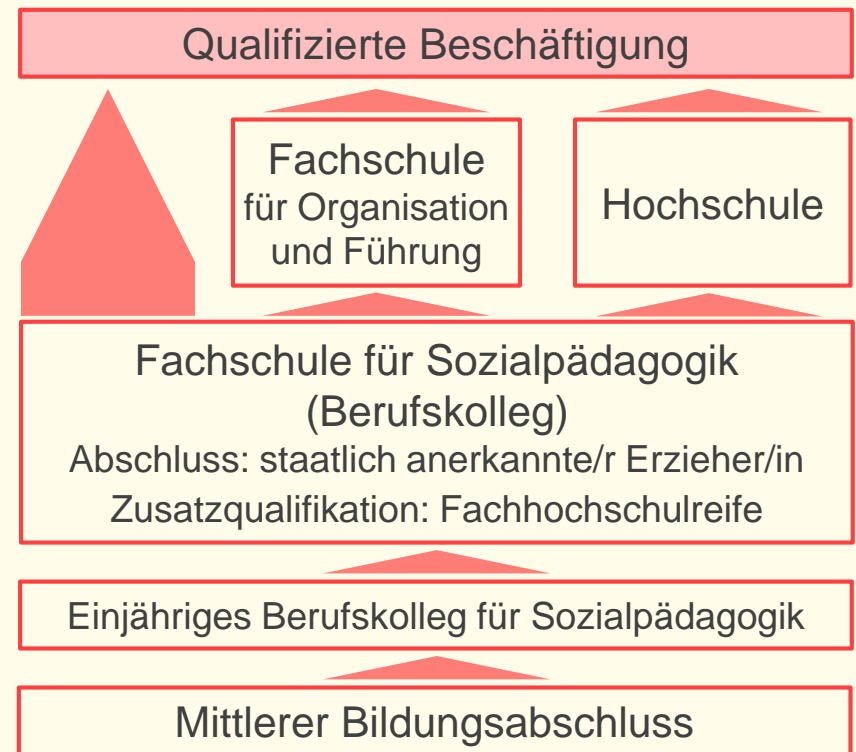 Qualifizierte Beschäftigung
Fachschule
für Organisation
und Führung
Hochschule
Fachschule für Sozialpädagogik
(Berufskolleg)
Abschluss: staatlich anerkannte/r Erzieher/in
Zusatzqualifikation: Fachhochschulreife
Einjähriges Berufskolleg für Sozialpädagogik
Mittlerer Bildungsabschluss